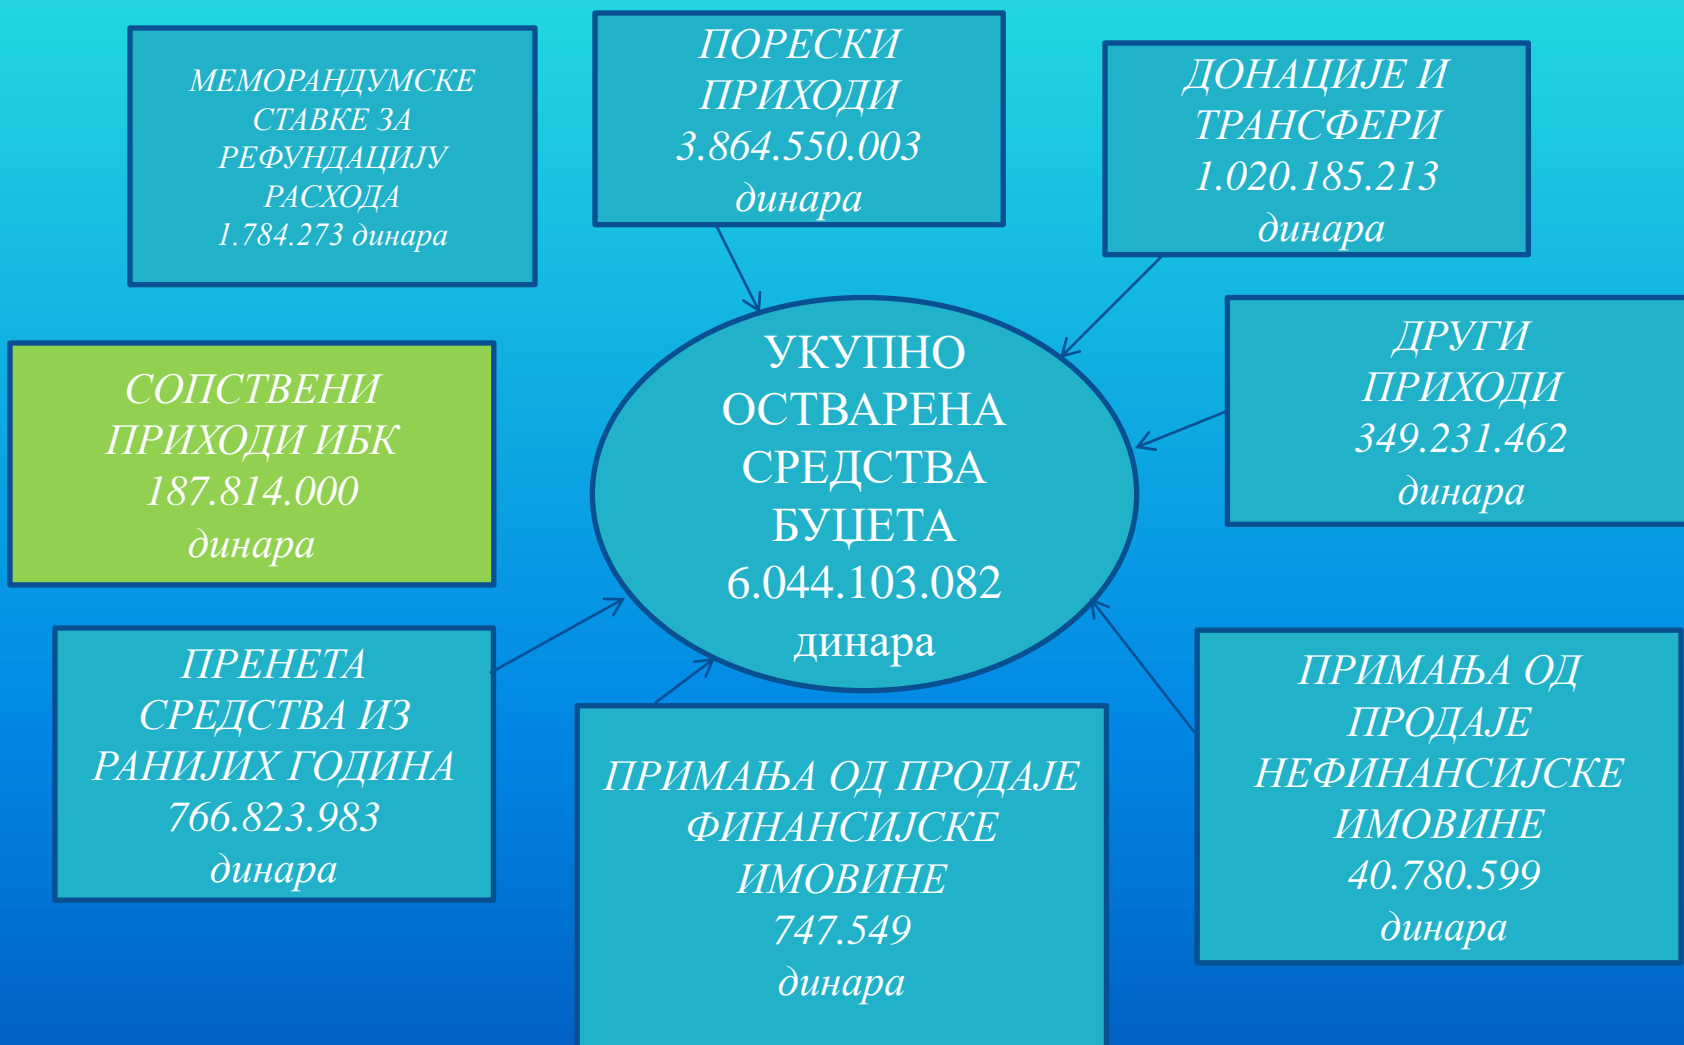 МЕМОРАНДУМСКЕ
СТАВКЕ ЗА
РЕФУНДАЦИЈУ
РАСХОДА
1.784.273 динара
ПОРЕСКИ
ПРИХОДИ
3.864.550.003
динара
ДОНАЦИЈЕ И
ТРАНСФЕРИ
1.020.185.213
динара
СОПСТВЕНИ
ПРИХОДИ ИБК
187.814.000
динара
УКУПНО
ОСТВАРЕНА
СРЕДСТВА
БУЏЕТА
6.044.103.082
динара
ДРУГИ
ПРИХОДИ
349.231.462
динара
ПРЕНЕТА
СРЕДСТВА ИЗ
РАНИЈИХ ГОДИНА
766.823.983
динара
ПРИМАЊА ОД ПРОДАЈЕ
ФИНАНСИЈСКЕ
ИМОВИНЕ
747.549
динара
ПРИМАЊА ОД
ПРОДАЈЕ
НЕФИНАНСИЈСКЕ
ИМОВИНЕ
40.780.599
динара